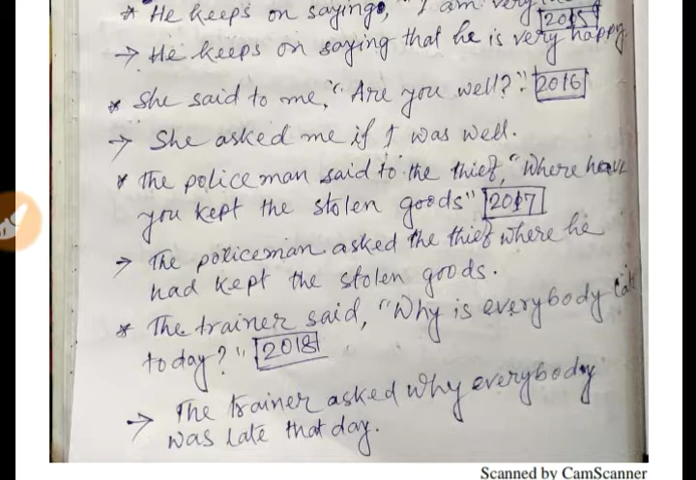 * He keeps on saying, "I am very
[2015]
→ He keeps on saying that he is very happy.
* She said to me, "Are you well?". [2016]
→ She asked me if I was well.
* The policeman said to the thief, "Where have
you kept the stolen goods" [2017]
→ The policeman asked the thief where he
had kept the stolen goods.
* The trainer said, "Why is everybody late
today?" [2018]
→ The trainer asked why everybody
was late that day.
Scanned by CamScanner